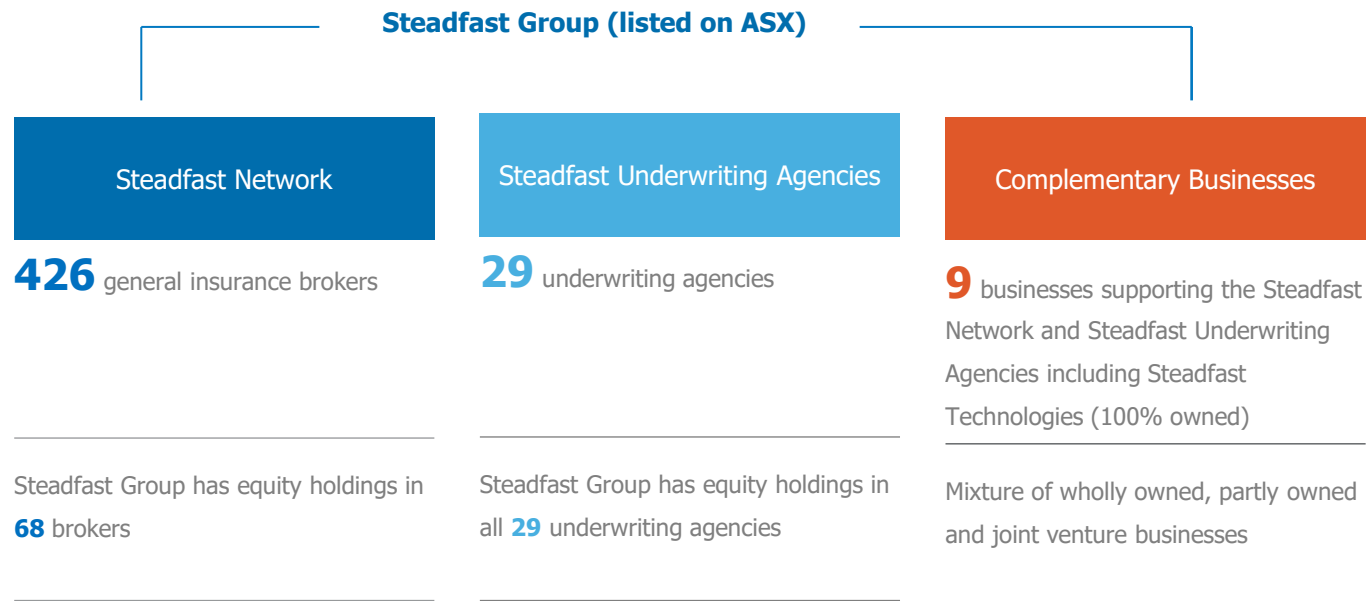 Steadfast Group (listed on ASX)
Steadfast Network
426 general insurance brokers
Steadfast Group has equity holdings in
68 brokers
Steadfast Underwriting Agencies
29 underwriting agencies
Steadfast Group has equity holdings in
all 29 underwriting agencies
Complementary Businesses
9 businesses supporting the Steadfast
Network and Steadfast Underwriting
Agencies including Steadfast
Technologies (100% owned)
Mixture of wholly owned, partly owned
and joint venture businesses